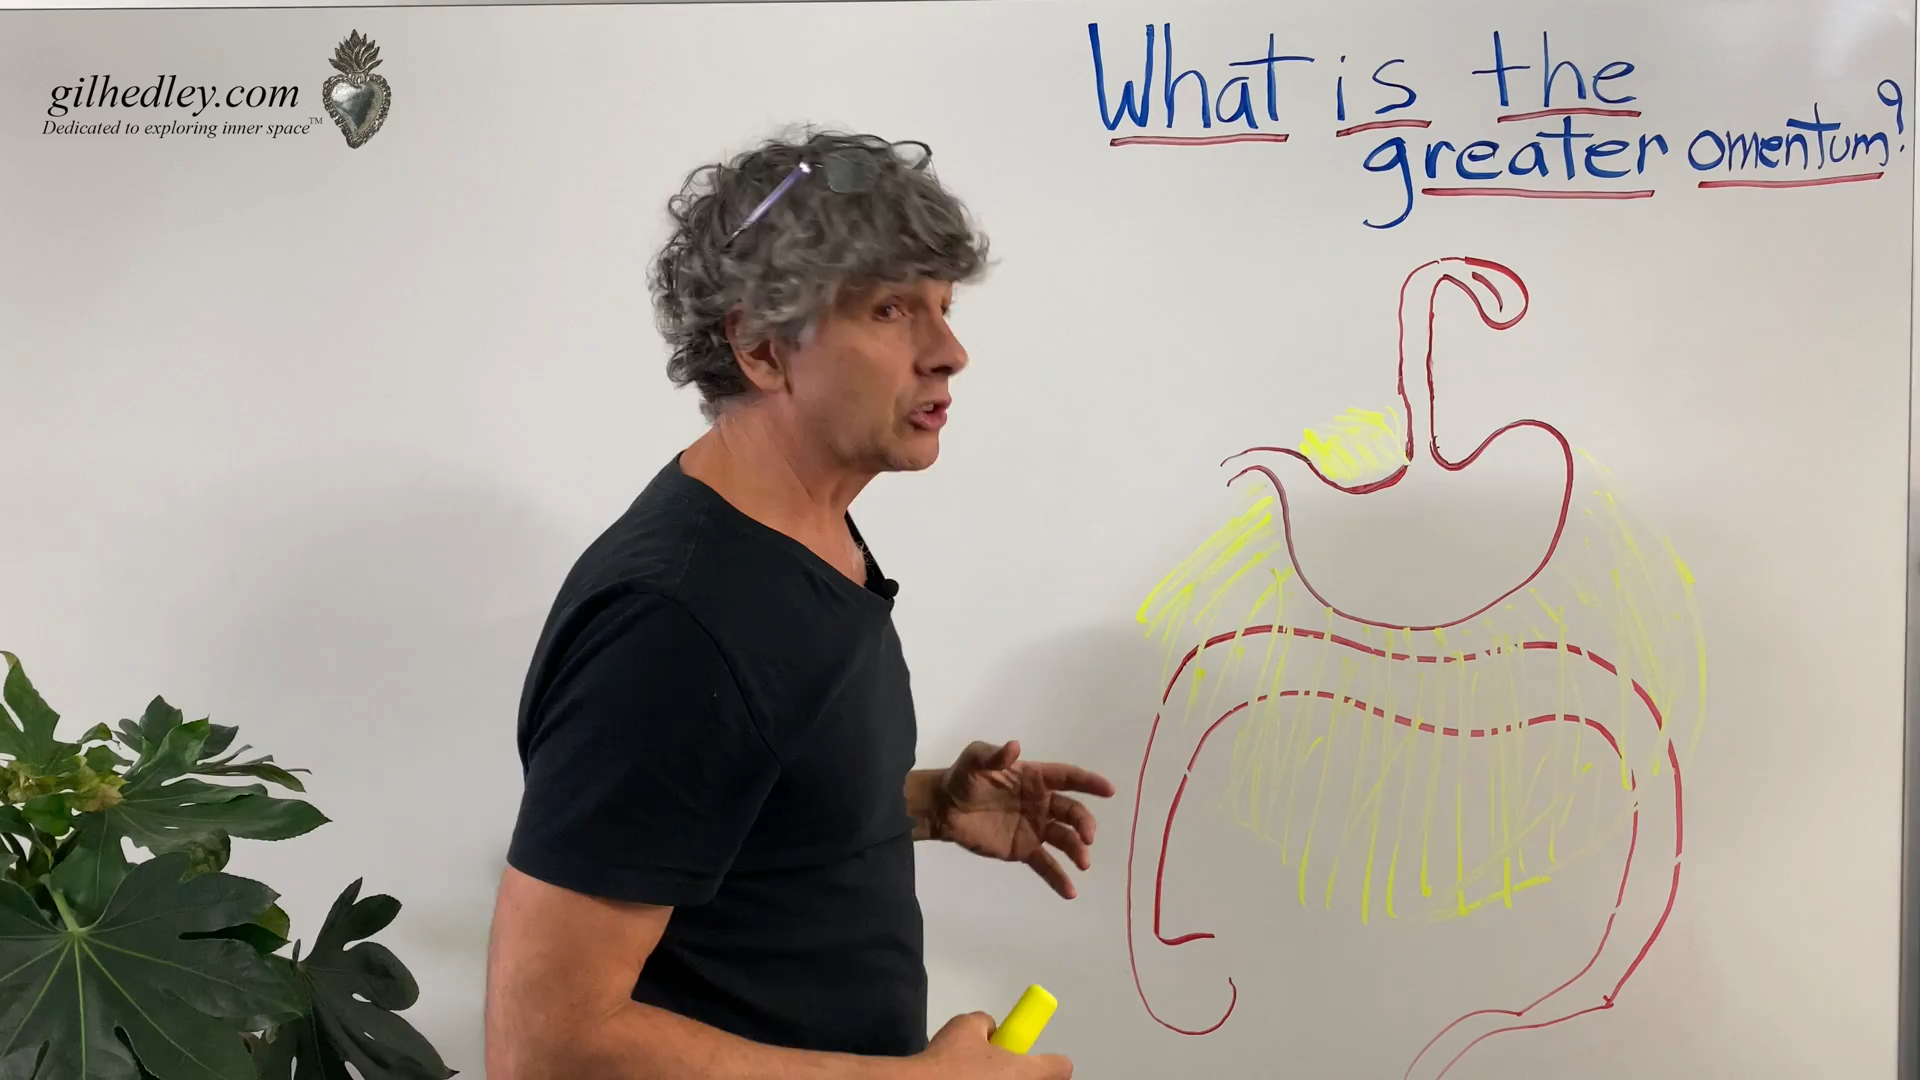 gilhedley.com
Dedicated to exploring inner space™
What is the
greater omentum?